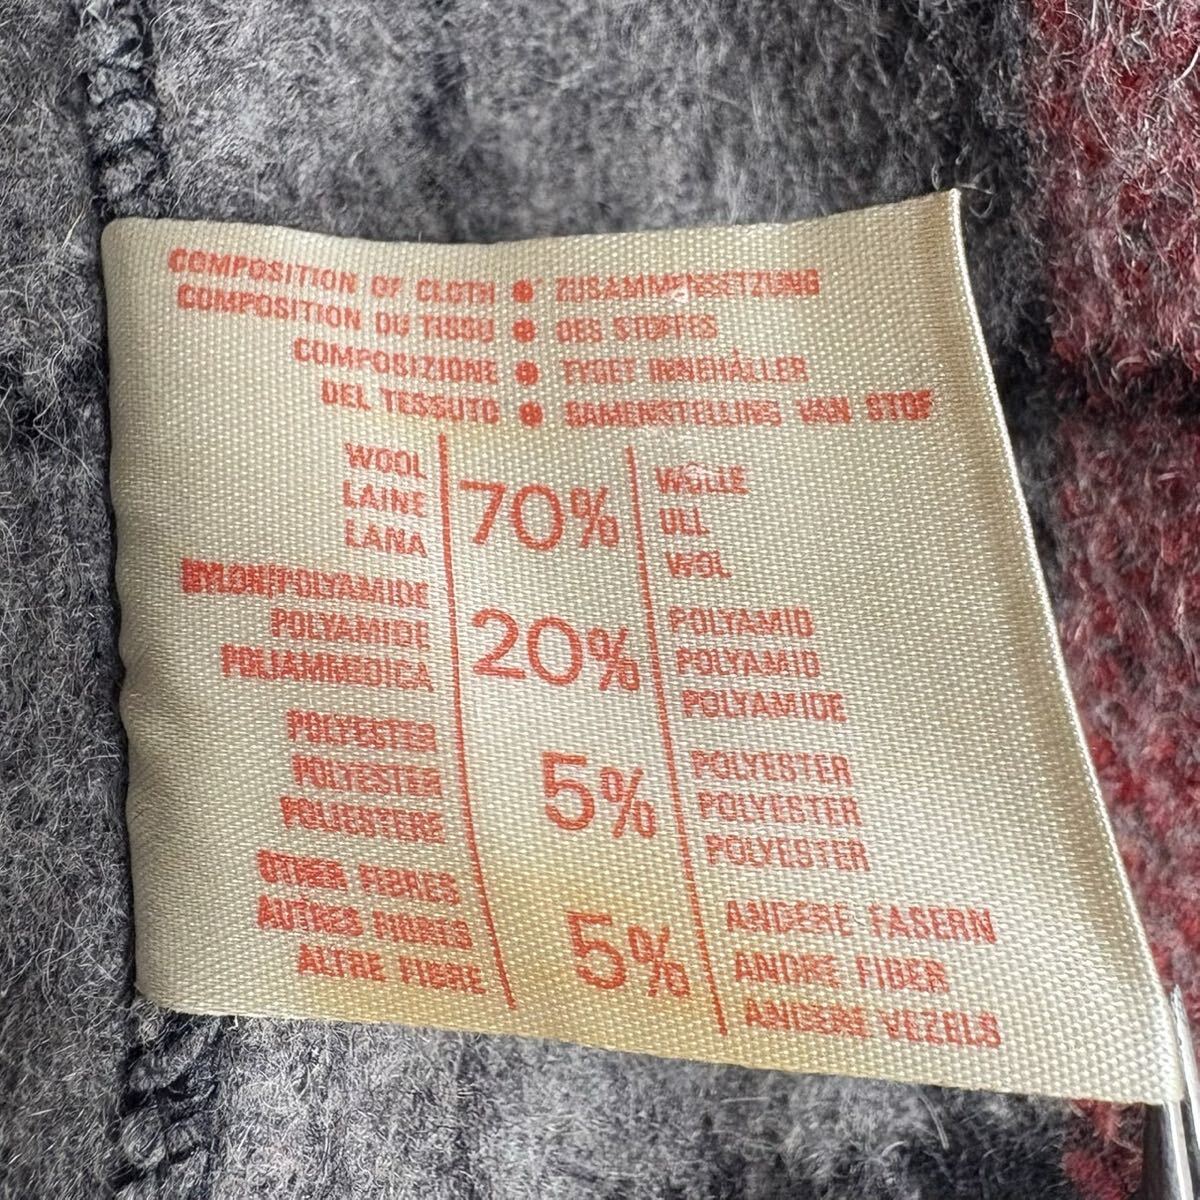 COMPOSITION OF CLOTH • ZUSAMMENSETZUNG
COMPOSITION DU TISSU • DES STOFFES
COMPOSIZIONE • TYGET INNEHÅLLER
DEL TESSUTO • SAMENSTELLING VAN STOF
WOOL
LAINE
LANA
70%
WOLLE
ULL
WOL
NYLON/POLYAMIDE
POLYAMIDE
POLIAMMEDICA
20%
POLYAMID
POLYAMID
POLYAMIDE
POLYESTER
POLYESTER
POLIESTERE
5%
POLYESTER
POLYESTER
POLYESTER
OTHER FIBRES
AUTRES FIBRES
ALTRE FIBRE
5%
ANDERE FASERN
ANDRE FIBER
ANDERE VEZELS